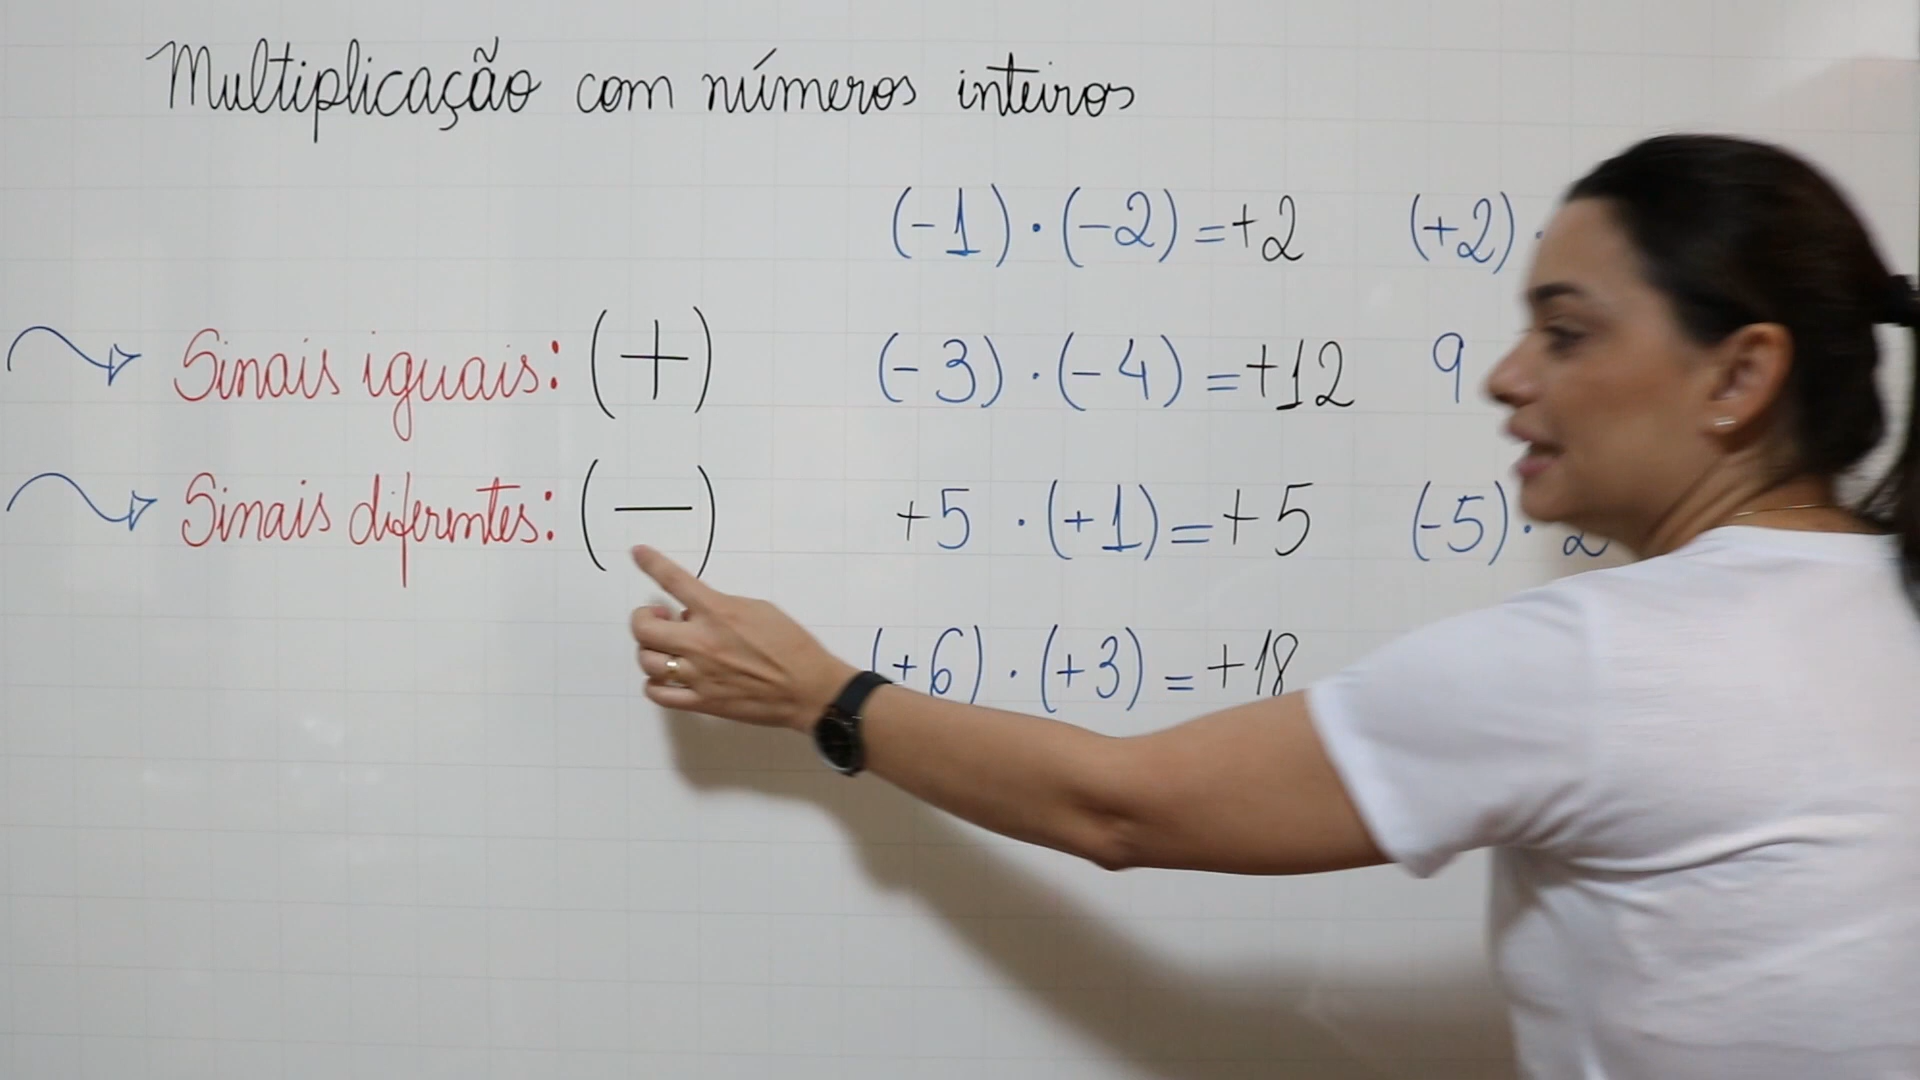 Multiplicação com números inteiros
(-1) · (-2) = +2
(+2) ·
Sinais iguais: (+)
(-3) · (-4) = +12
9
Sinais diferentes: (—)
+5 · (+1) = +5
(-5) · 2
(+6) · (+3) = +18